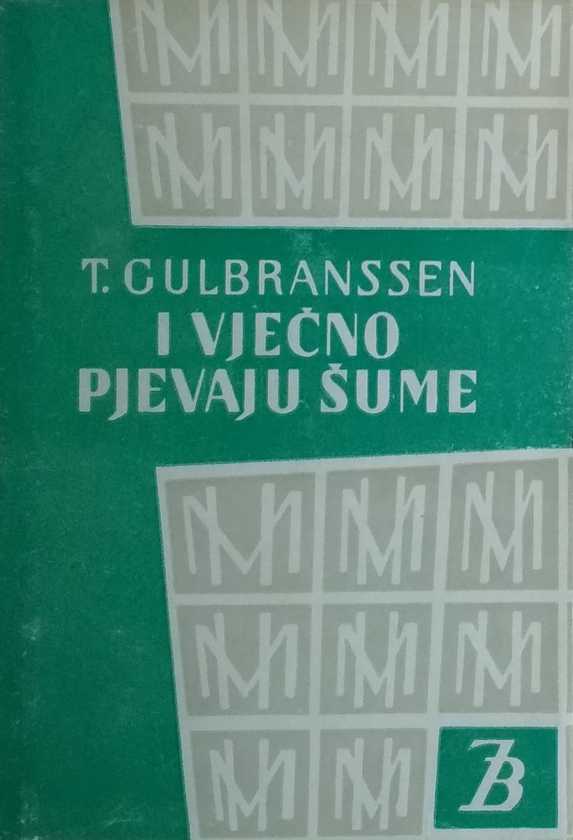 T. GULBRANSSEN
I VJEČNO
PJEVAJU ŠUME
ZB